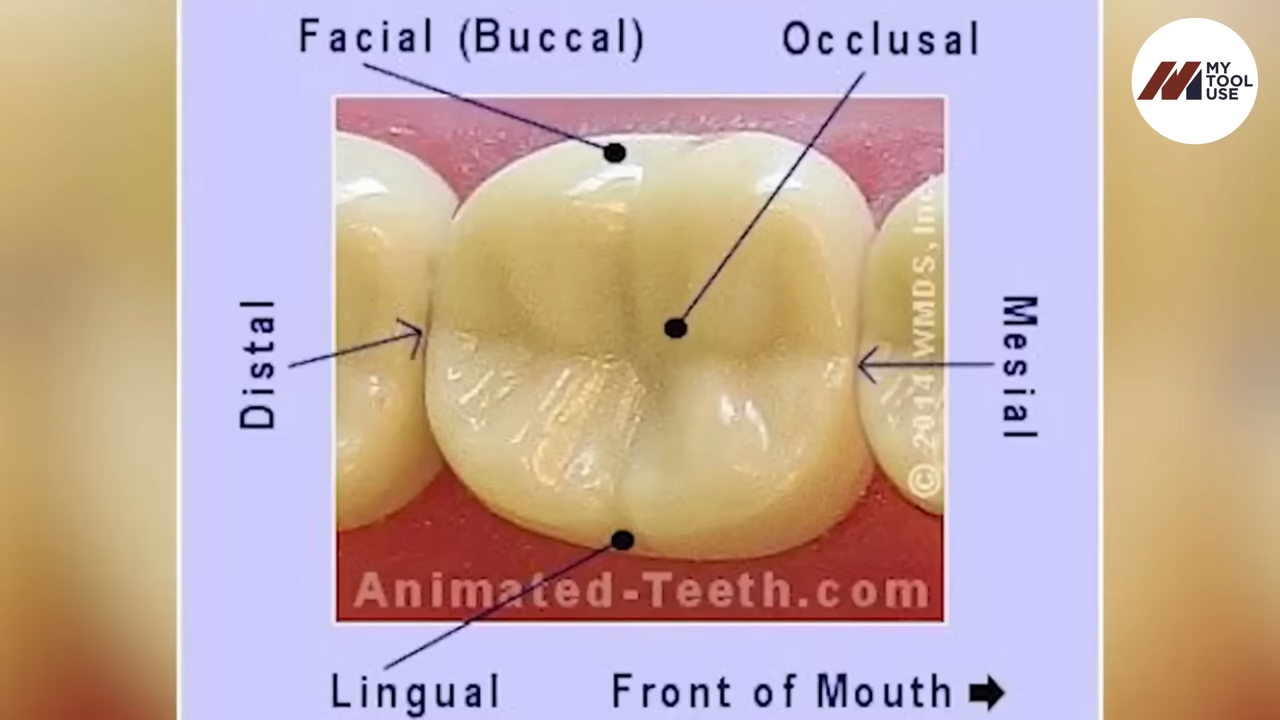 Facial (Buccal)
Occlusal
MY
TOOL
USE
Distal
Mesial
© 2014 WMDS, Inc
Animated-Teeth.com
Lingual
Front of Mouth